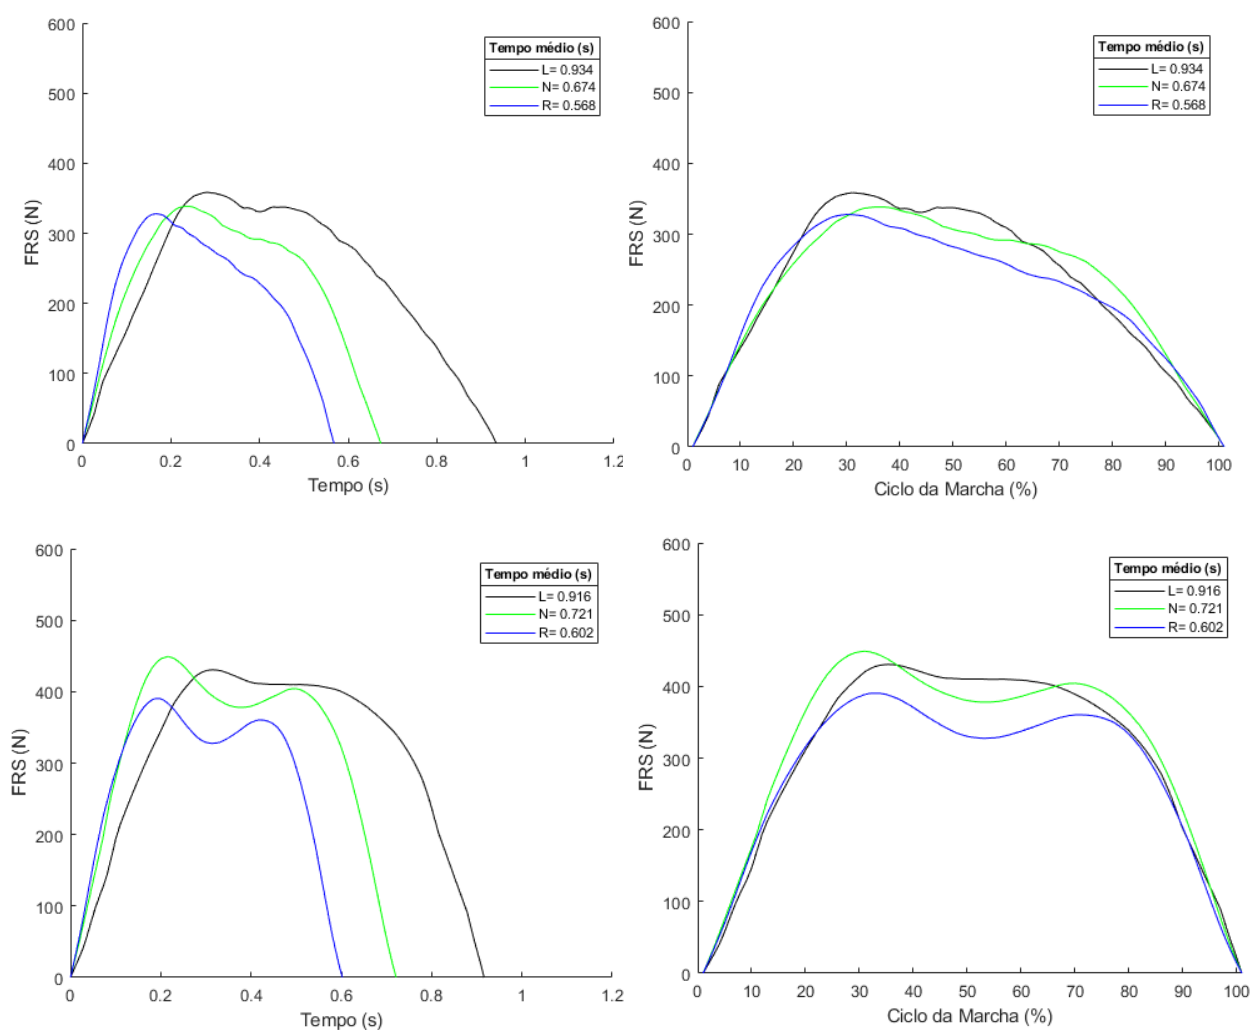 600
500
400
300
200
100
0
FRS (N)
Tempo médio (s)
L= 0.934
N= 0.674
R= 0.568
0 0.2 0.4 0.6 0.8 1 1.2
Tempo (s)
600
500
400
300
200
100
0
FRS (N)
Tempo médio (s)
L= 0.934
N= 0.674
R= 0.568
0 10 20 30 40 50 60 70 80 90 100
Ciclo da Marcha (%)
600
500
400
300
200
100
0
FRS (N)
Tempo médio (s)
L= 0.916
N= 0.721
R= 0.602
0 0.2 0.4 0.6 0.8 1 1.2
Tempo (s)
600
500
400
300
200
100
0
FRS (N)
Tempo médio (s)
L= 0.916
N= 0.721
R= 0.602
0 10 20 30 40 50 60 70 80 90 100
Ciclo da Marcha (%)